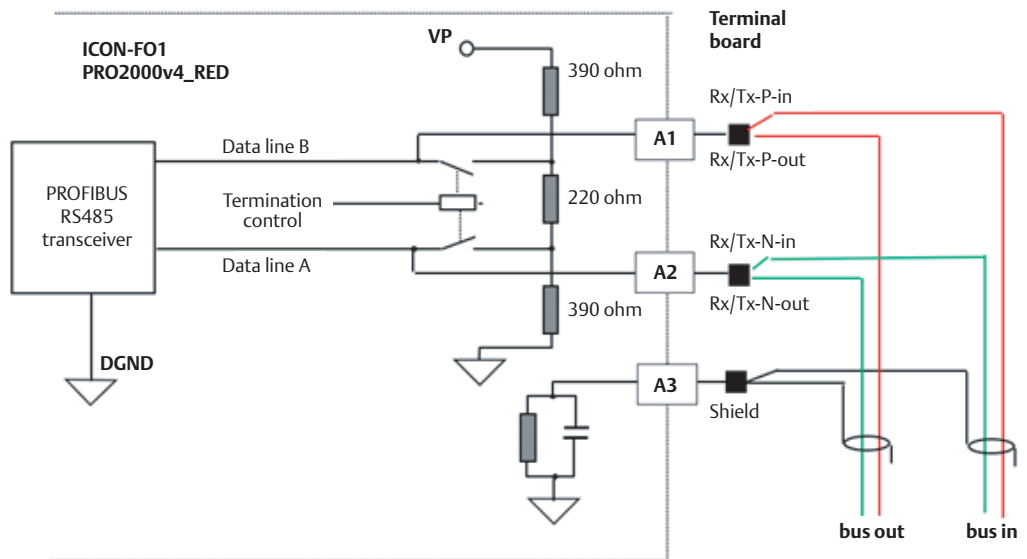 Terminal
board
ICON-FO1
PRO2000v4_RED
VP
390 ohm
Rx/Tx-P-in
A1
Data line B
Rx/Tx-P-out
PROFIBUS
RS485
transceiver
Termination
control
220 ohm
Rx/Tx-N-in
Data line A
A2
390 ohm
Rx/Tx-N-out
DGND
A3
Shield
bus out
bus in